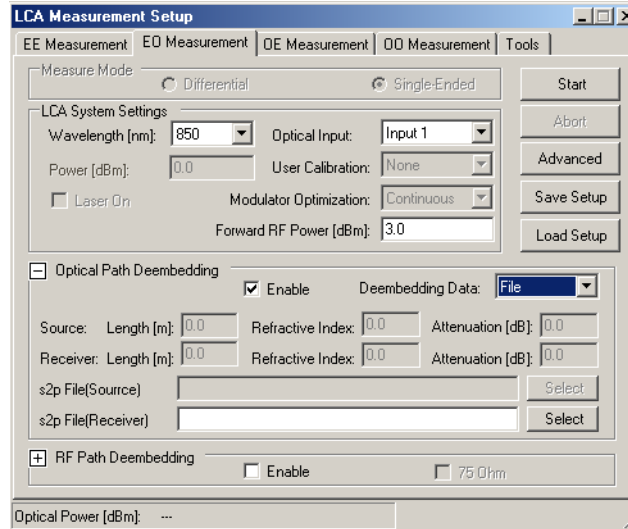 LCA Measurement Setup
EE Measurement EO Measurement OE Measurement OO Measurement Tools
Measure Mode
Differential Single-Ended Start
LCA System Settings
Wavelength [nm]: 850 Optical Input: Input 1 Abort
Power [dBm]: 0.0 User Calibration: None Advanced
Laser On Modulator Optimization: Continuous Save Setup
Forward RF Power [dBm]: 3.0 Load Setup
Optical Path Deembedding
Enable Deembedding Data: File
Source: Length [m]: 0.0 Refractive Index: 0.0 Attenuation [dB]: 0.0
Receiver: Length [m]: 0.0 Refractive Index: 0.0 Attenuation [dB]: 0.0
s2p File(Sourrce) Select
s2p File(Receiver) Select
RF Path Deembedding
Enable 75 Ohm
Optical Power [dBm]: ---